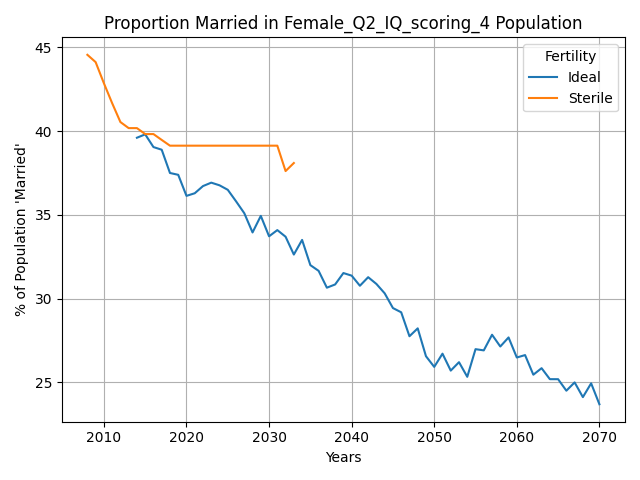 Proportion Married in Female_Q2_IQ_scoring_4 Population
% of Population 'Married'
45
40
35
30
25
Fertility
Ideal
Sterile
2010 2020 2030 2040 2050 2060 2070
Years